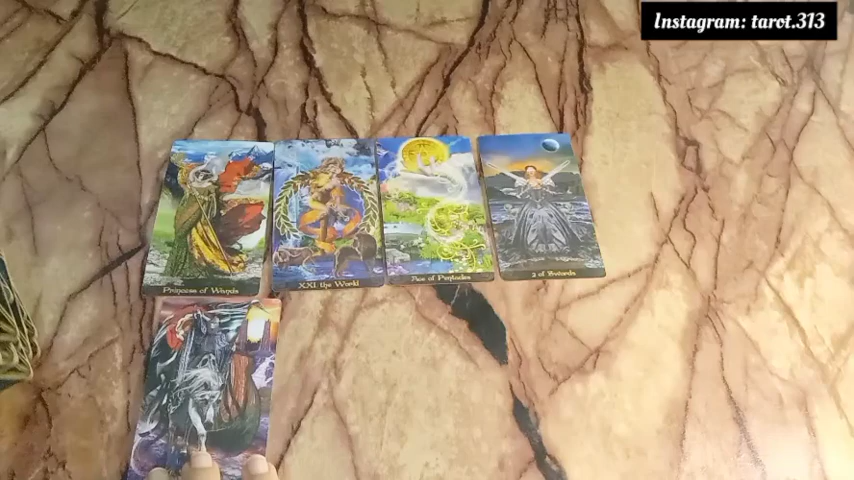 Instagram: tarot.313
Princess of Wands
XXI the World
Ace of Pentacles
2 of Swords